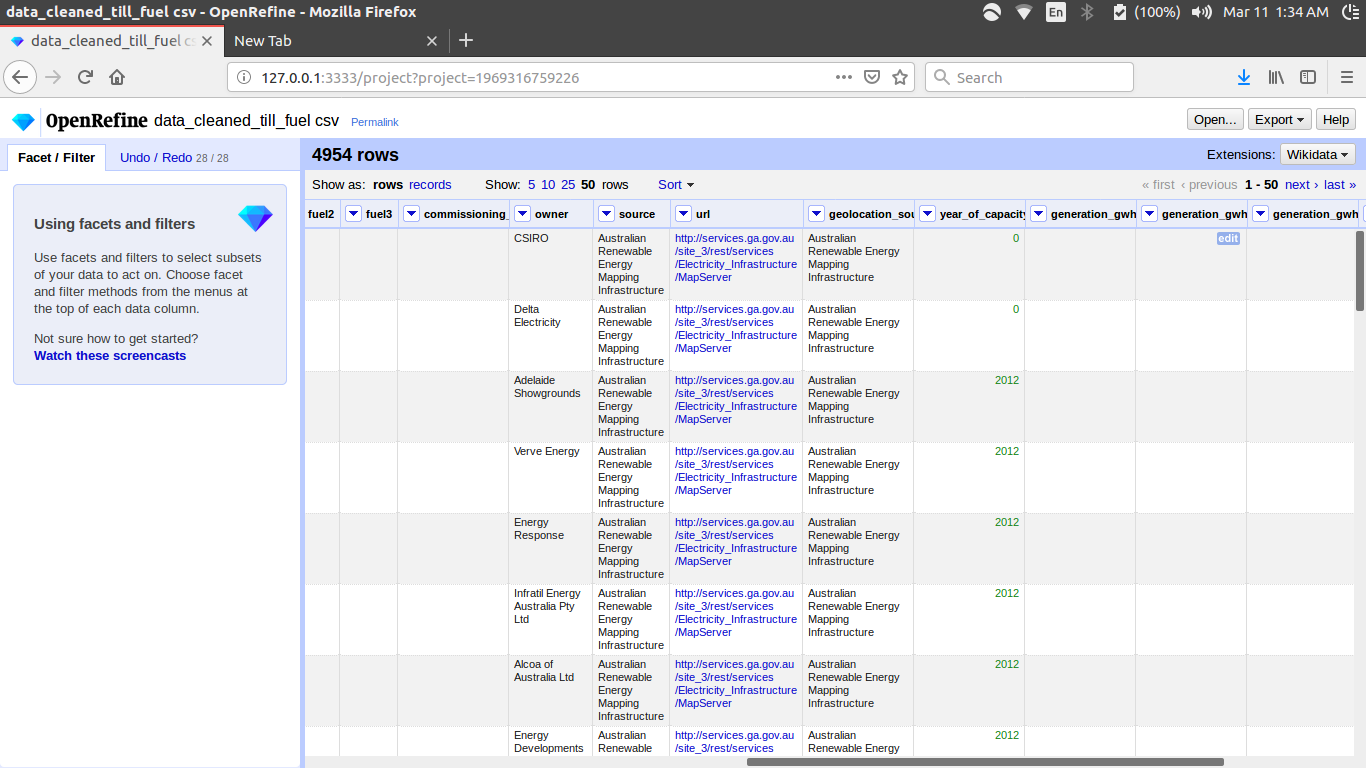 data_cleaned_till_fuel csv - OpenRefine - Mozilla Firefox
En (100%) Mar 11 1:34 AM
data_cleaned_till_fuel cs
New Tab
127.0.0.1:3333/project?project=1969316759226
Search
OpenRefine data_cleaned_till_fuel csv Permalink
Open... Export Help
Facet / Filter Undo / Redo 28 / 28
4954 rows
Extensions: Wikidata
Show as: rows records Show: 5 10 25 50 rows Sort
« first ‹ previous 1 - 50 next › last »
Using facets and filters
Use facets and filters to select subsets
of your data to act on. Choose facet
and filter methods from the menus at
the top of each data column.
Not sure how to get started?
Watch these screencasts
fuel2 fuel3 commissioning_ owner source url geolocation_sou year_of_capacity generation_gwh generation_gwh generation_gwh
CSIRO
Australian
Renewable
Energy
Mapping
Infrastructure
http://services.ga.gov.au
/site_3/rest/services
/Electricity_Infrastructure
/MapServer
Australian
Renewable Energy
Mapping
Infrastructure
0
edit
Delta
Electricity
Australian
Renewable
Energy
Mapping
Infrastructure
http://services.ga.gov.au
/site_3/rest/services
/Electricity_Infrastructure
/MapServer
Australian
Renewable Energy
Mapping
Infrastructure
0
Adelaide
Showgrounds
Australian
Renewable
Energy
Mapping
Infrastructure
http://services.ga.gov.au
/site_3/rest/services
/Electricity_Infrastructure
/MapServer
Australian
Renewable Energy
Mapping
Infrastructure
2012
Verve Energy
Australian
Renewable
Energy
Mapping
Infrastructure
http://services.ga.gov.au
/site_3/rest/services
/Electricity_Infrastructure
/MapServer
Australian
Renewable Energy
Mapping
Infrastructure
2012
Energy
Response
Australian
Renewable
Energy
Mapping
Infrastructure
http://services.ga.gov.au
/site_3/rest/services
/Electricity_Infrastructure
/MapServer
Australian
Renewable Energy
Mapping
Infrastructure
2012
Infratil Energy
Australia Pty
Ltd
Australian
Renewable
Energy
Mapping
Infrastructure
http://services.ga.gov.au
/site_3/rest/services
/Electricity_Infrastructure
/MapServer
Australian
Renewable Energy
Mapping
Infrastructure
2012
Alcoa of
Australia Ltd
Australian
Renewable
Energy
Mapping
Infrastructure
http://services.ga.gov.au
/site_3/rest/services
/Electricity_Infrastructure
/MapServer
Australian
Renewable Energy
Mapping
Infrastructure
2012
Energy
Developments
Australian
Renewable
http://services.ga.gov.au
/site_3/rest/services
Australian
Renewable Energy
2012